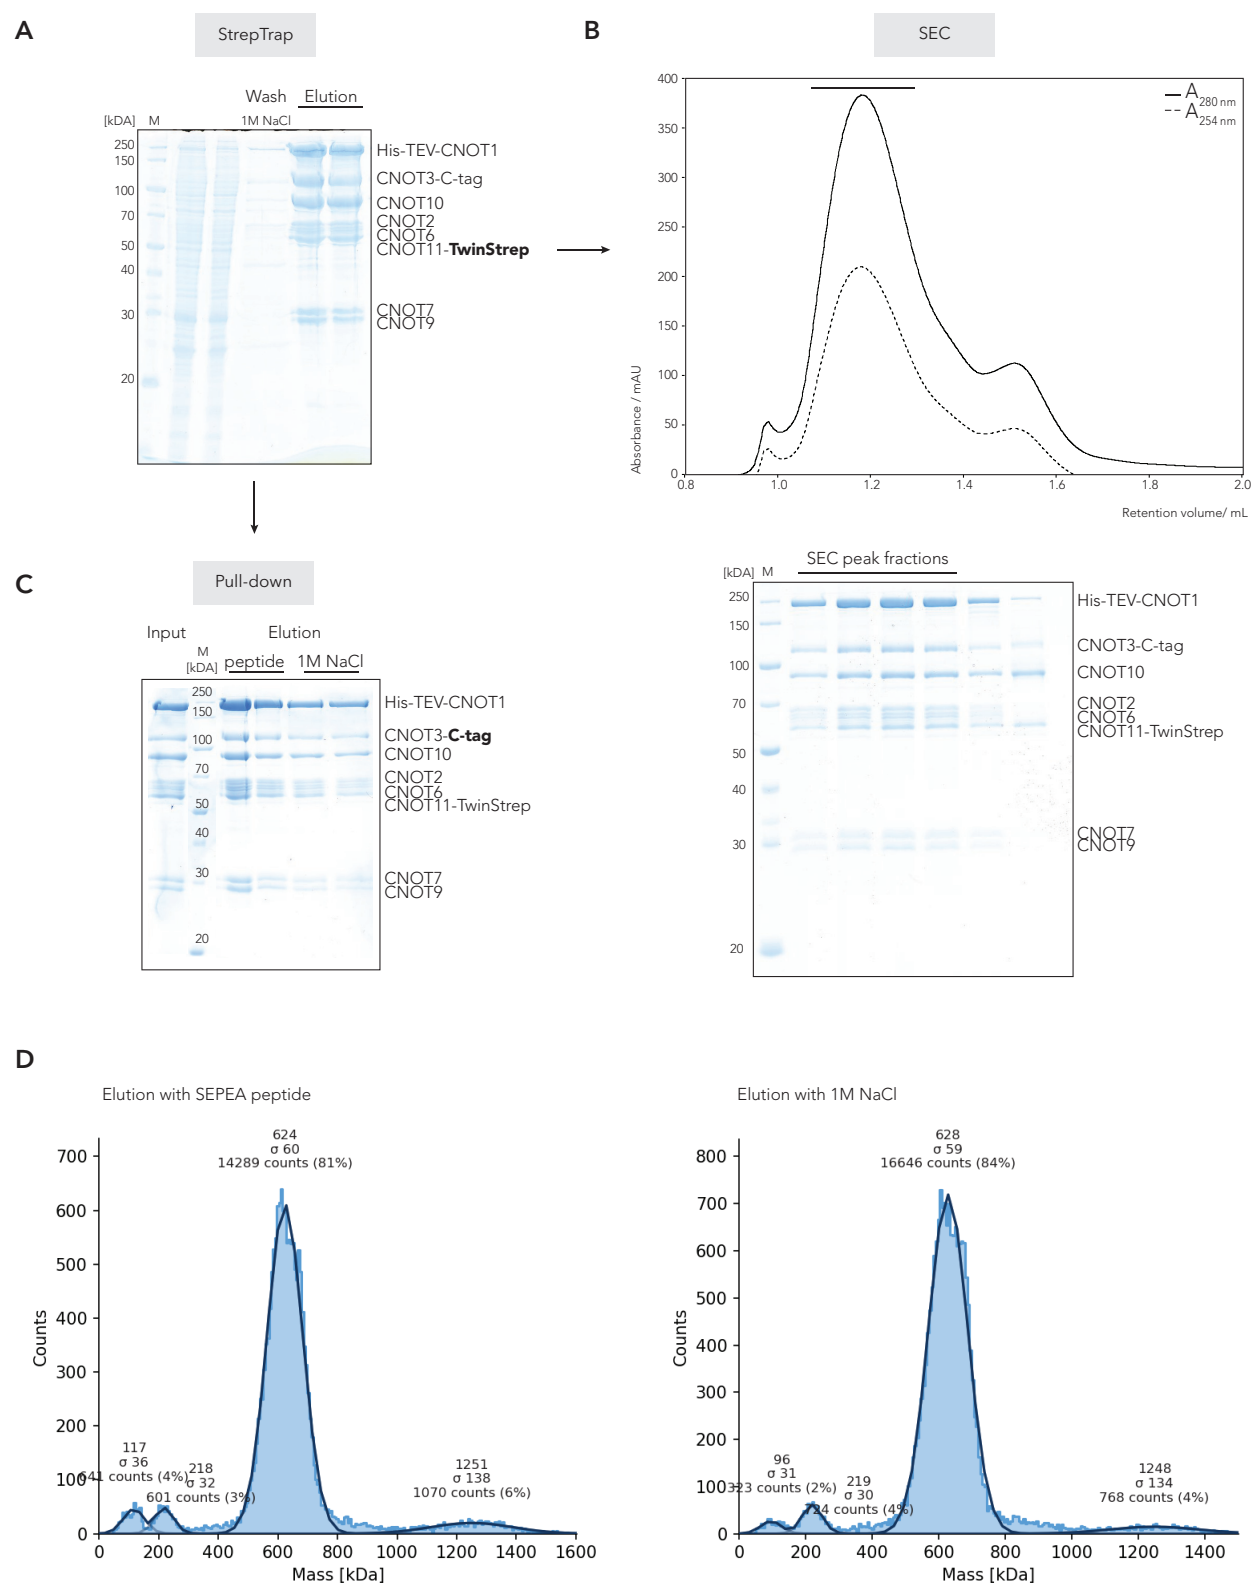 A
StrepTrap
Wash
Elution
[kDA]
M
1M NaCl
250
150
100
70
50
40
30
20
His-TEV-CNOT1
CNOT3-C-tag
CNOT10
CNOT2
CNOT6
CNOT11-TwinStrep
CNOT7
CNOT9
B
SEC
A280 nm
A254 nm
400
350
300
250
200
150
100
50
0
Absorbance / mAU
0.8
1.0
1.2
1.4
1.6
1.8
2.0
Retention volume/ mL
SEC peak fractions
[kDA]
M
250
150
100
70
50
40
30
20
His-TEV-CNOT1
CNOT3-C-tag
CNOT10
CNOT2
CNOT6
CNOT11-TwinStrep
CNOT7
CNOT9
C
Pull-down
Input
Elution
M
[kDA]
peptide
1M NaCl
250
150
100
70
50
40
30
20
His-TEV-CNOT1
CNOT3-C-tag
CNOT10
CNOT2
CNOT6
CNOT11-TwinStrep
CNOT7
CNOT9
D
Elution with SEPEA peptide
624
σ 60
14289 counts (81%)
117
σ 36
641 counts (4%)
218
σ 32
601 counts (3%)
1251
σ 138
1070 counts (6%)
700
600
500
400
300
200
100
0
Counts
0
200
400
600
800
1000
1200
1400
1600
Mass [kDa]
Elution with 1M NaCl
628
σ 59
16646 counts (84%)
96
σ 31
323 counts (2%)
219
σ 30
724 counts (4%)
1248
σ 134
768 counts (4%)
800
700
600
500
400
300
200
100
0
Counts
0
200
400
600
800
1000
1200
1400
Mass [kDa]